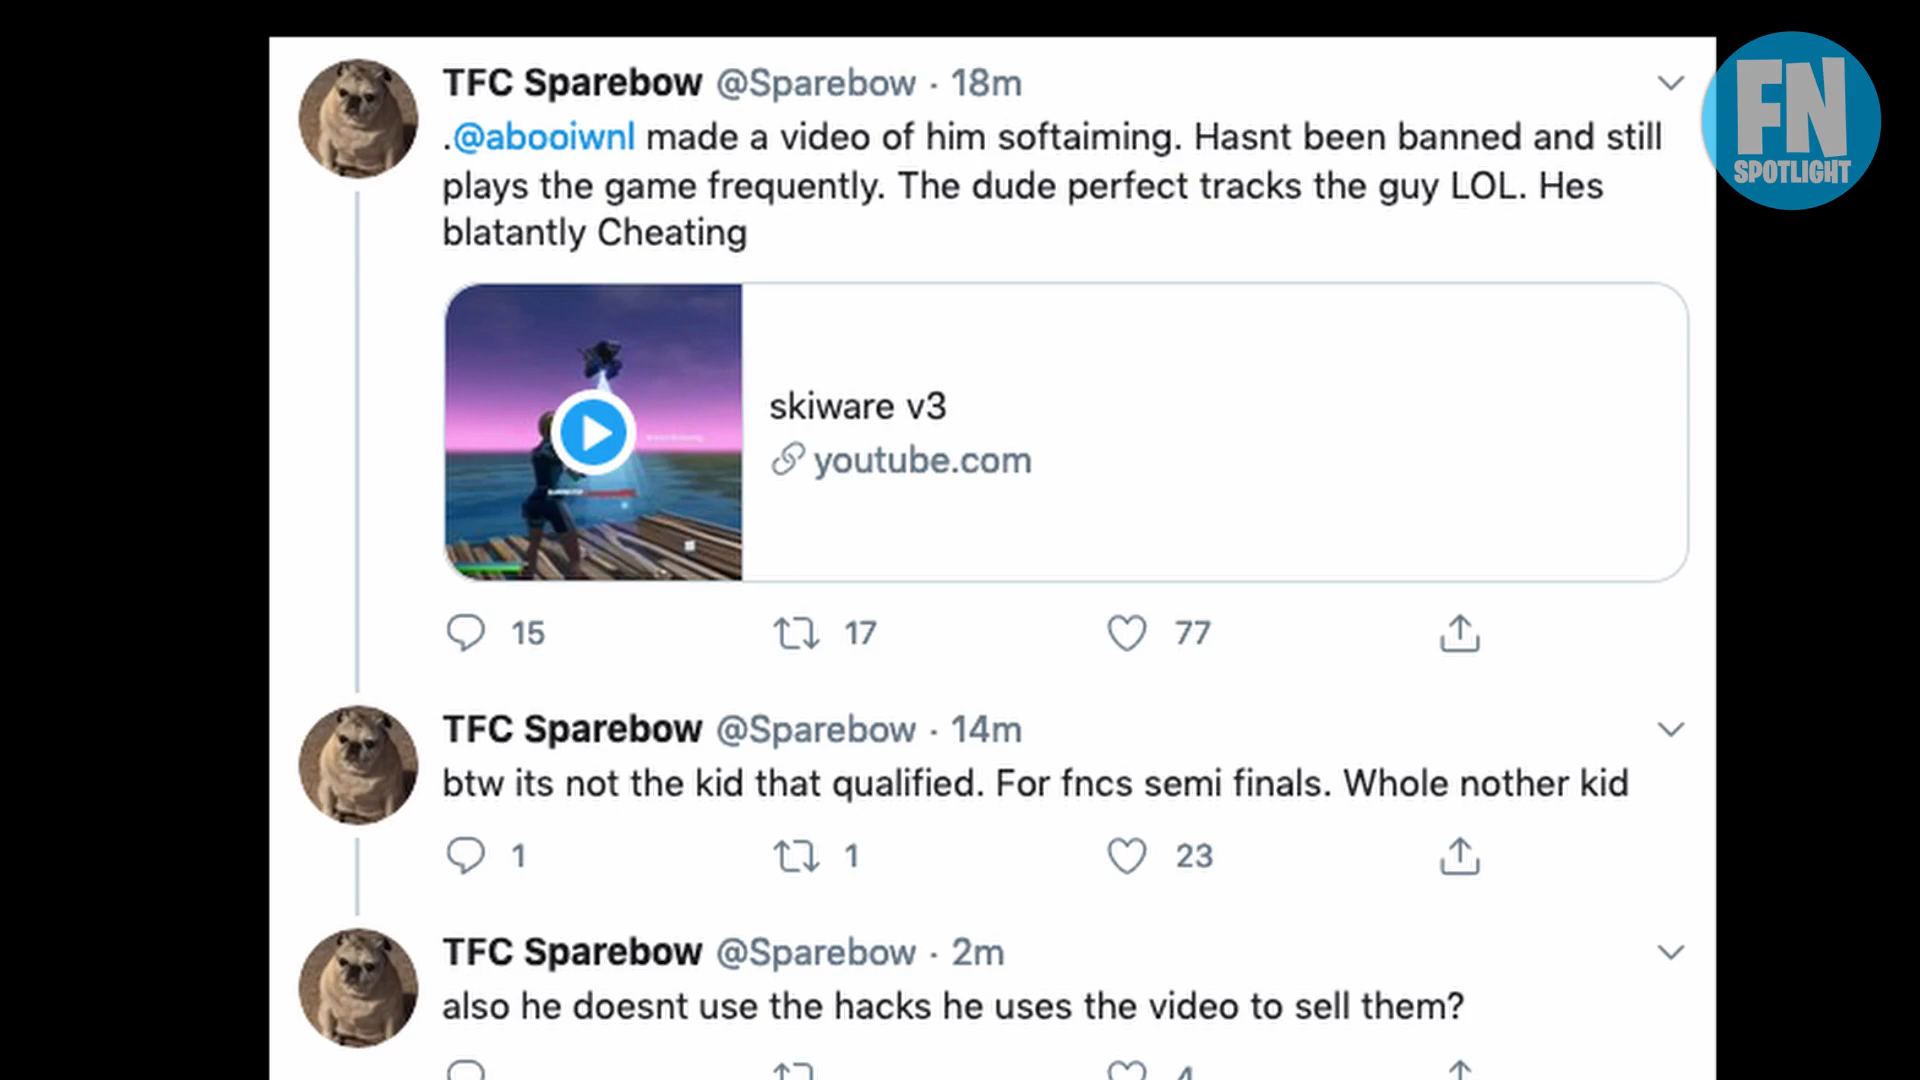 TFC Sparebow @Sparebow · 18m
.@abooiwnl made a video of him softaiming. Hasnt been banned and still
plays the game frequently. The dude perfect tracks the guy LOL. Hes
blatantly Cheating
skiware v3
youtube.com
15 17 77
TFC Sparebow @Sparebow · 14m
btw its not the kid that qualified. For fncs semi finals. Whole nother kid
1 1 23
TFC Sparebow @Sparebow · 2m
also he doesnt use the hacks he uses the video to sell them?
4
FN
SPOTLIGHT